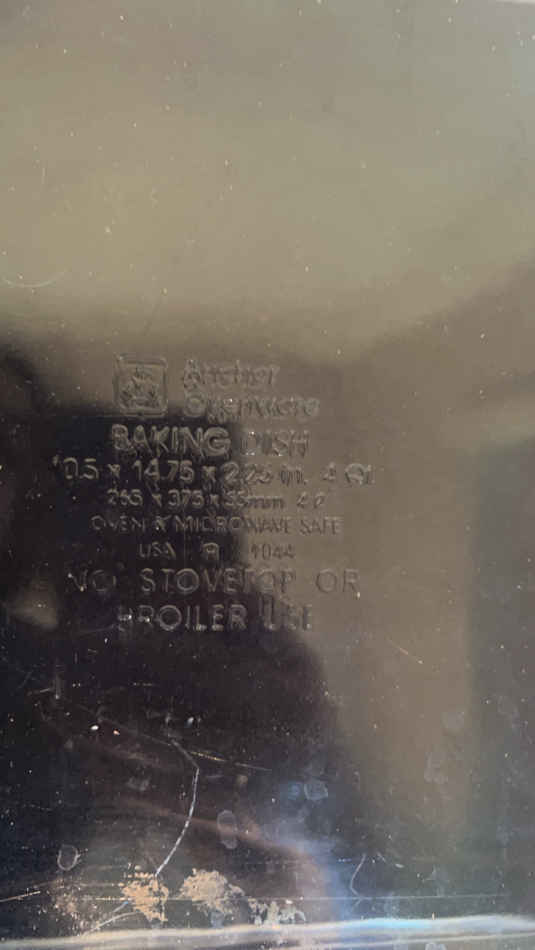 Anchor
Ovenware
BAKING DISH
10.5 x 14.75 x 2.25 in. 4 Qt
265 x 375 x 55mm 4 ℓ
OVEN & MICROWAVE SAFE
USA 1044
NO STOVETOP OR
BROILER USE